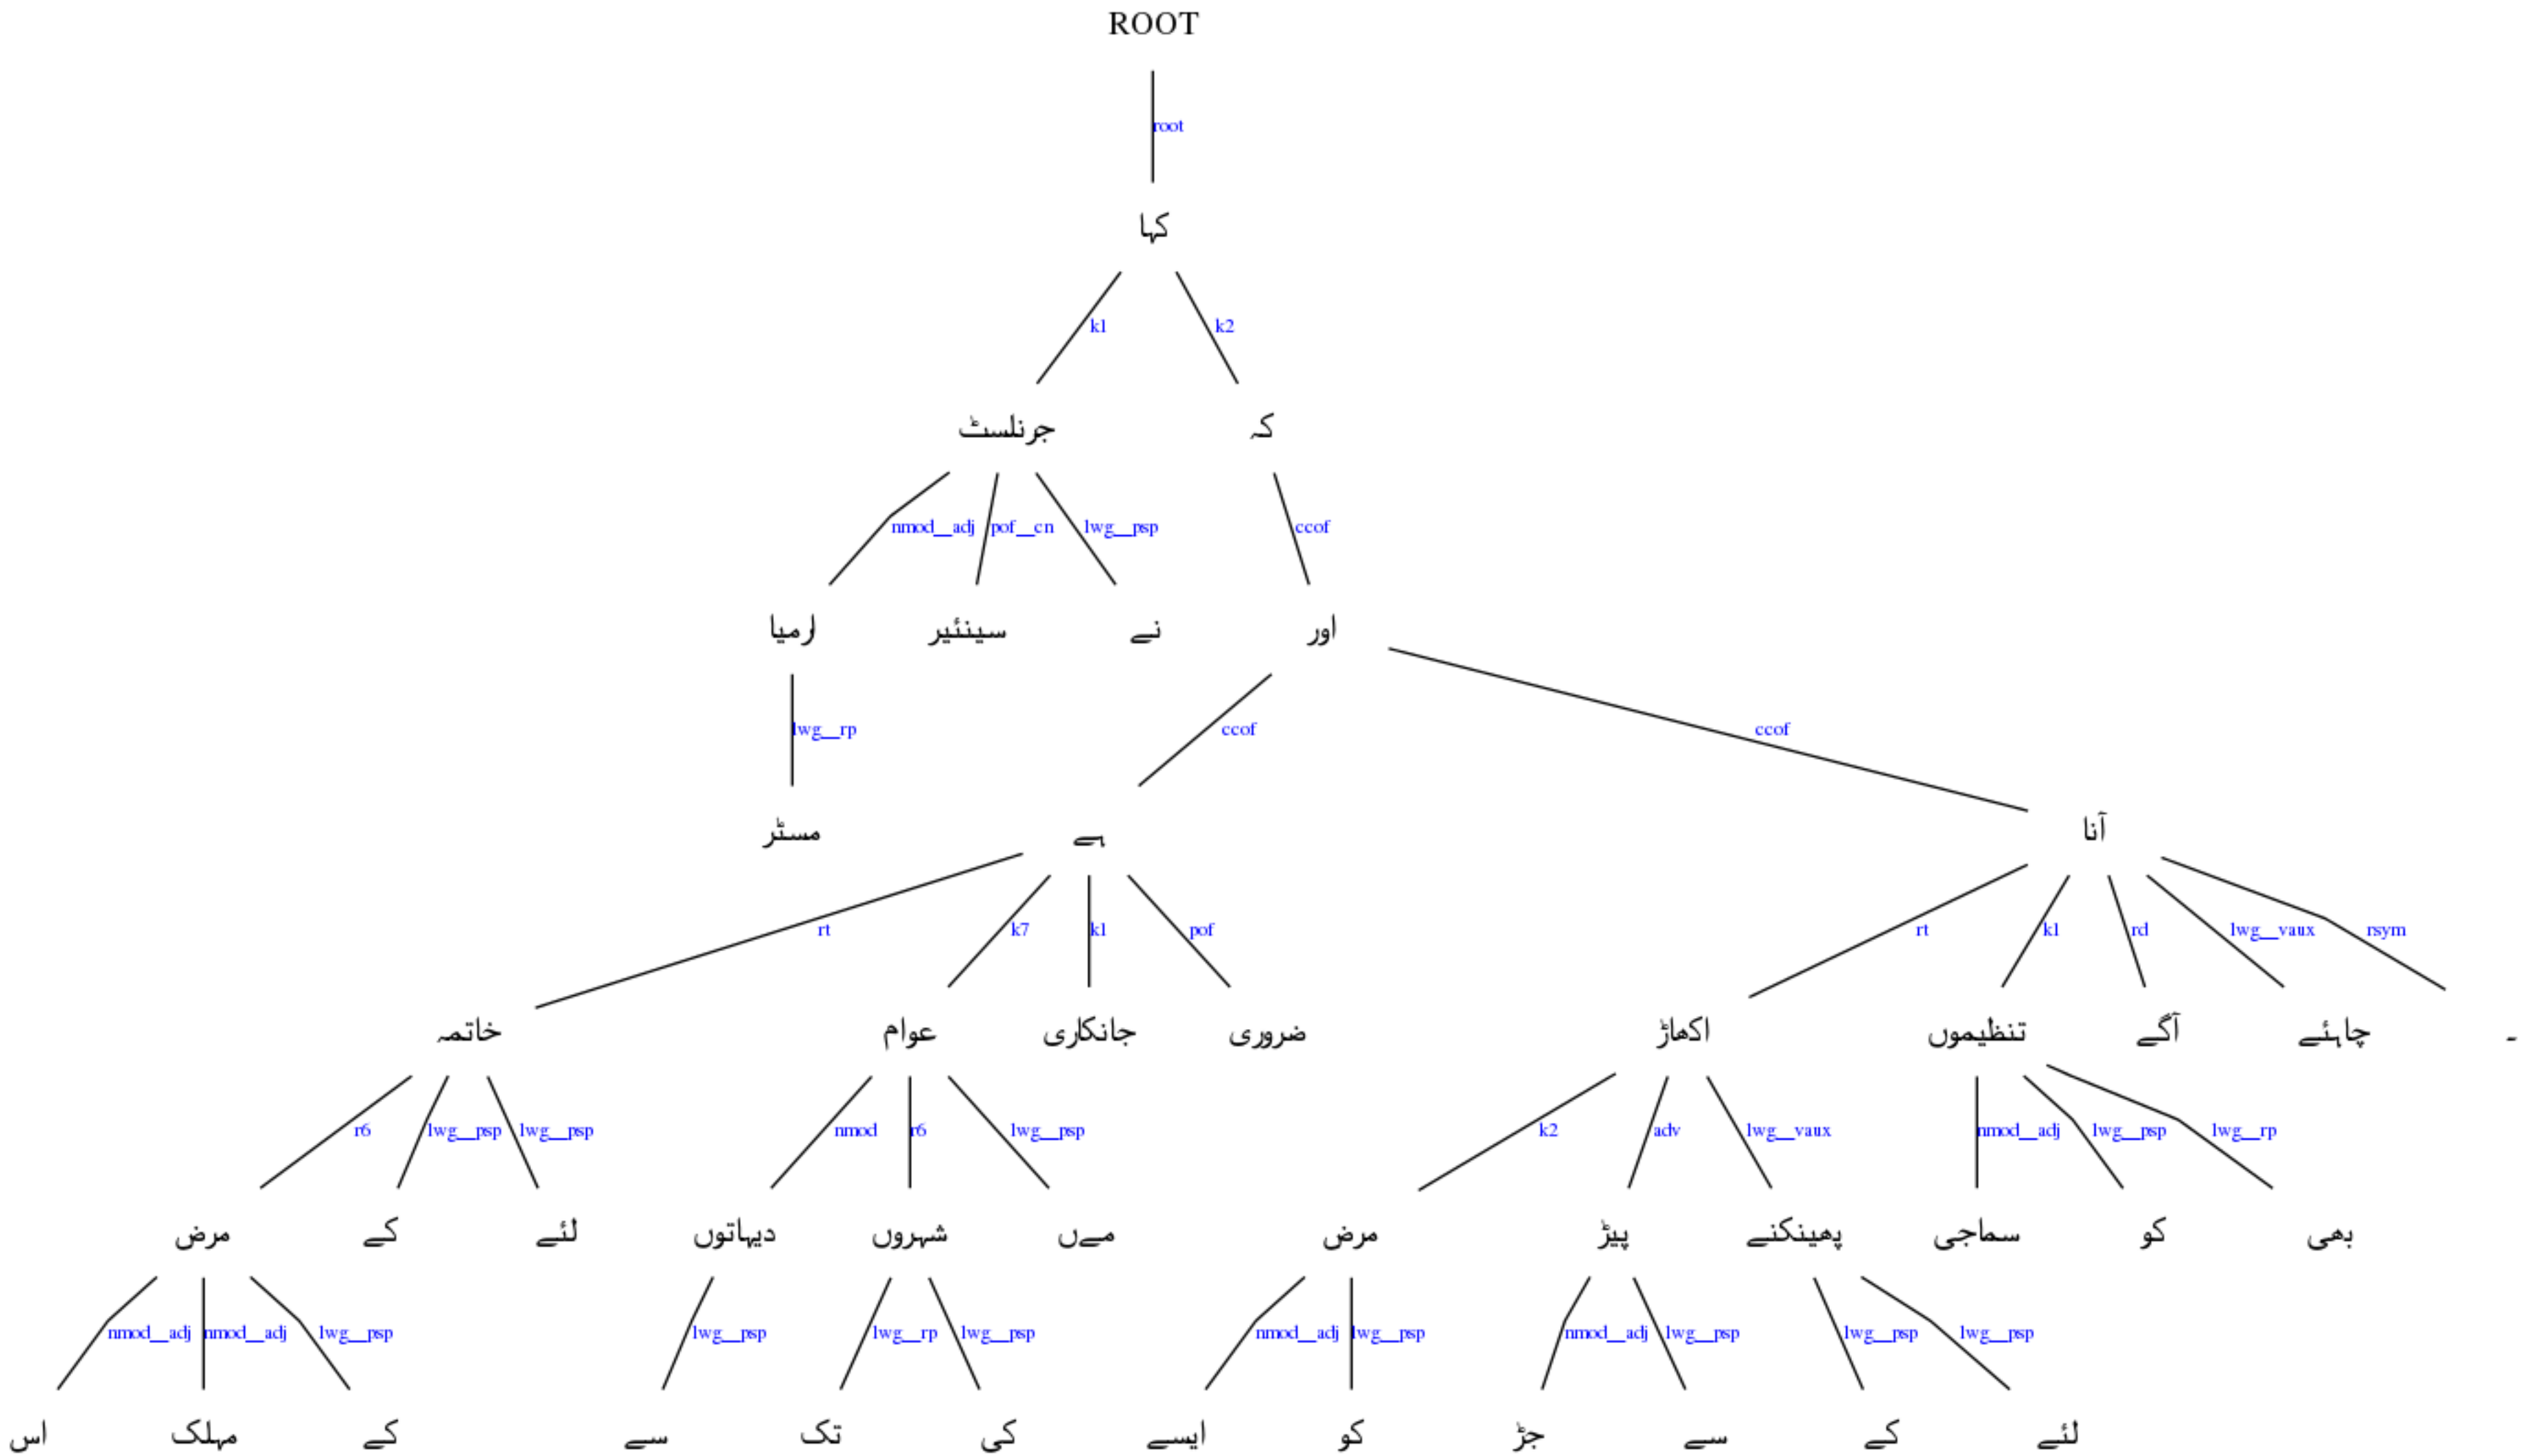 ROOT
root
کہا
k1 k2
جرنلسٹ کہ
nmod__adj pof__cn lwg__psp ccof
ارمیا سینئیر نے اور
lwg__rp ccof ccof
مسٹر ہے آنا
rt k7 k1 pof rt k1 rd lwg__vaux rsym
خاتمہ عوام جانکاری ضروری اکھاڑ تنظیموں آگے چاہئے ۔
r6 lwg__psp lwg__psp nmod r6 lwg__psp k2 adv lwg__vaux nmod__adj lwg__psp lwg__rp
مرض کے لئے دیہاتوں شہروں مےں مرض پیڑ پھینکنے سماجی کو بھی
nmod__adj nmod__adj lwg__psp lwg__psp lwg__rp lwg__psp nmod__adj lwg__psp nmod__adj lwg__psp lwg__psp lwg__psp
اس مہلک کے سے تک کی ایسے کو جڑ سے کے لئے